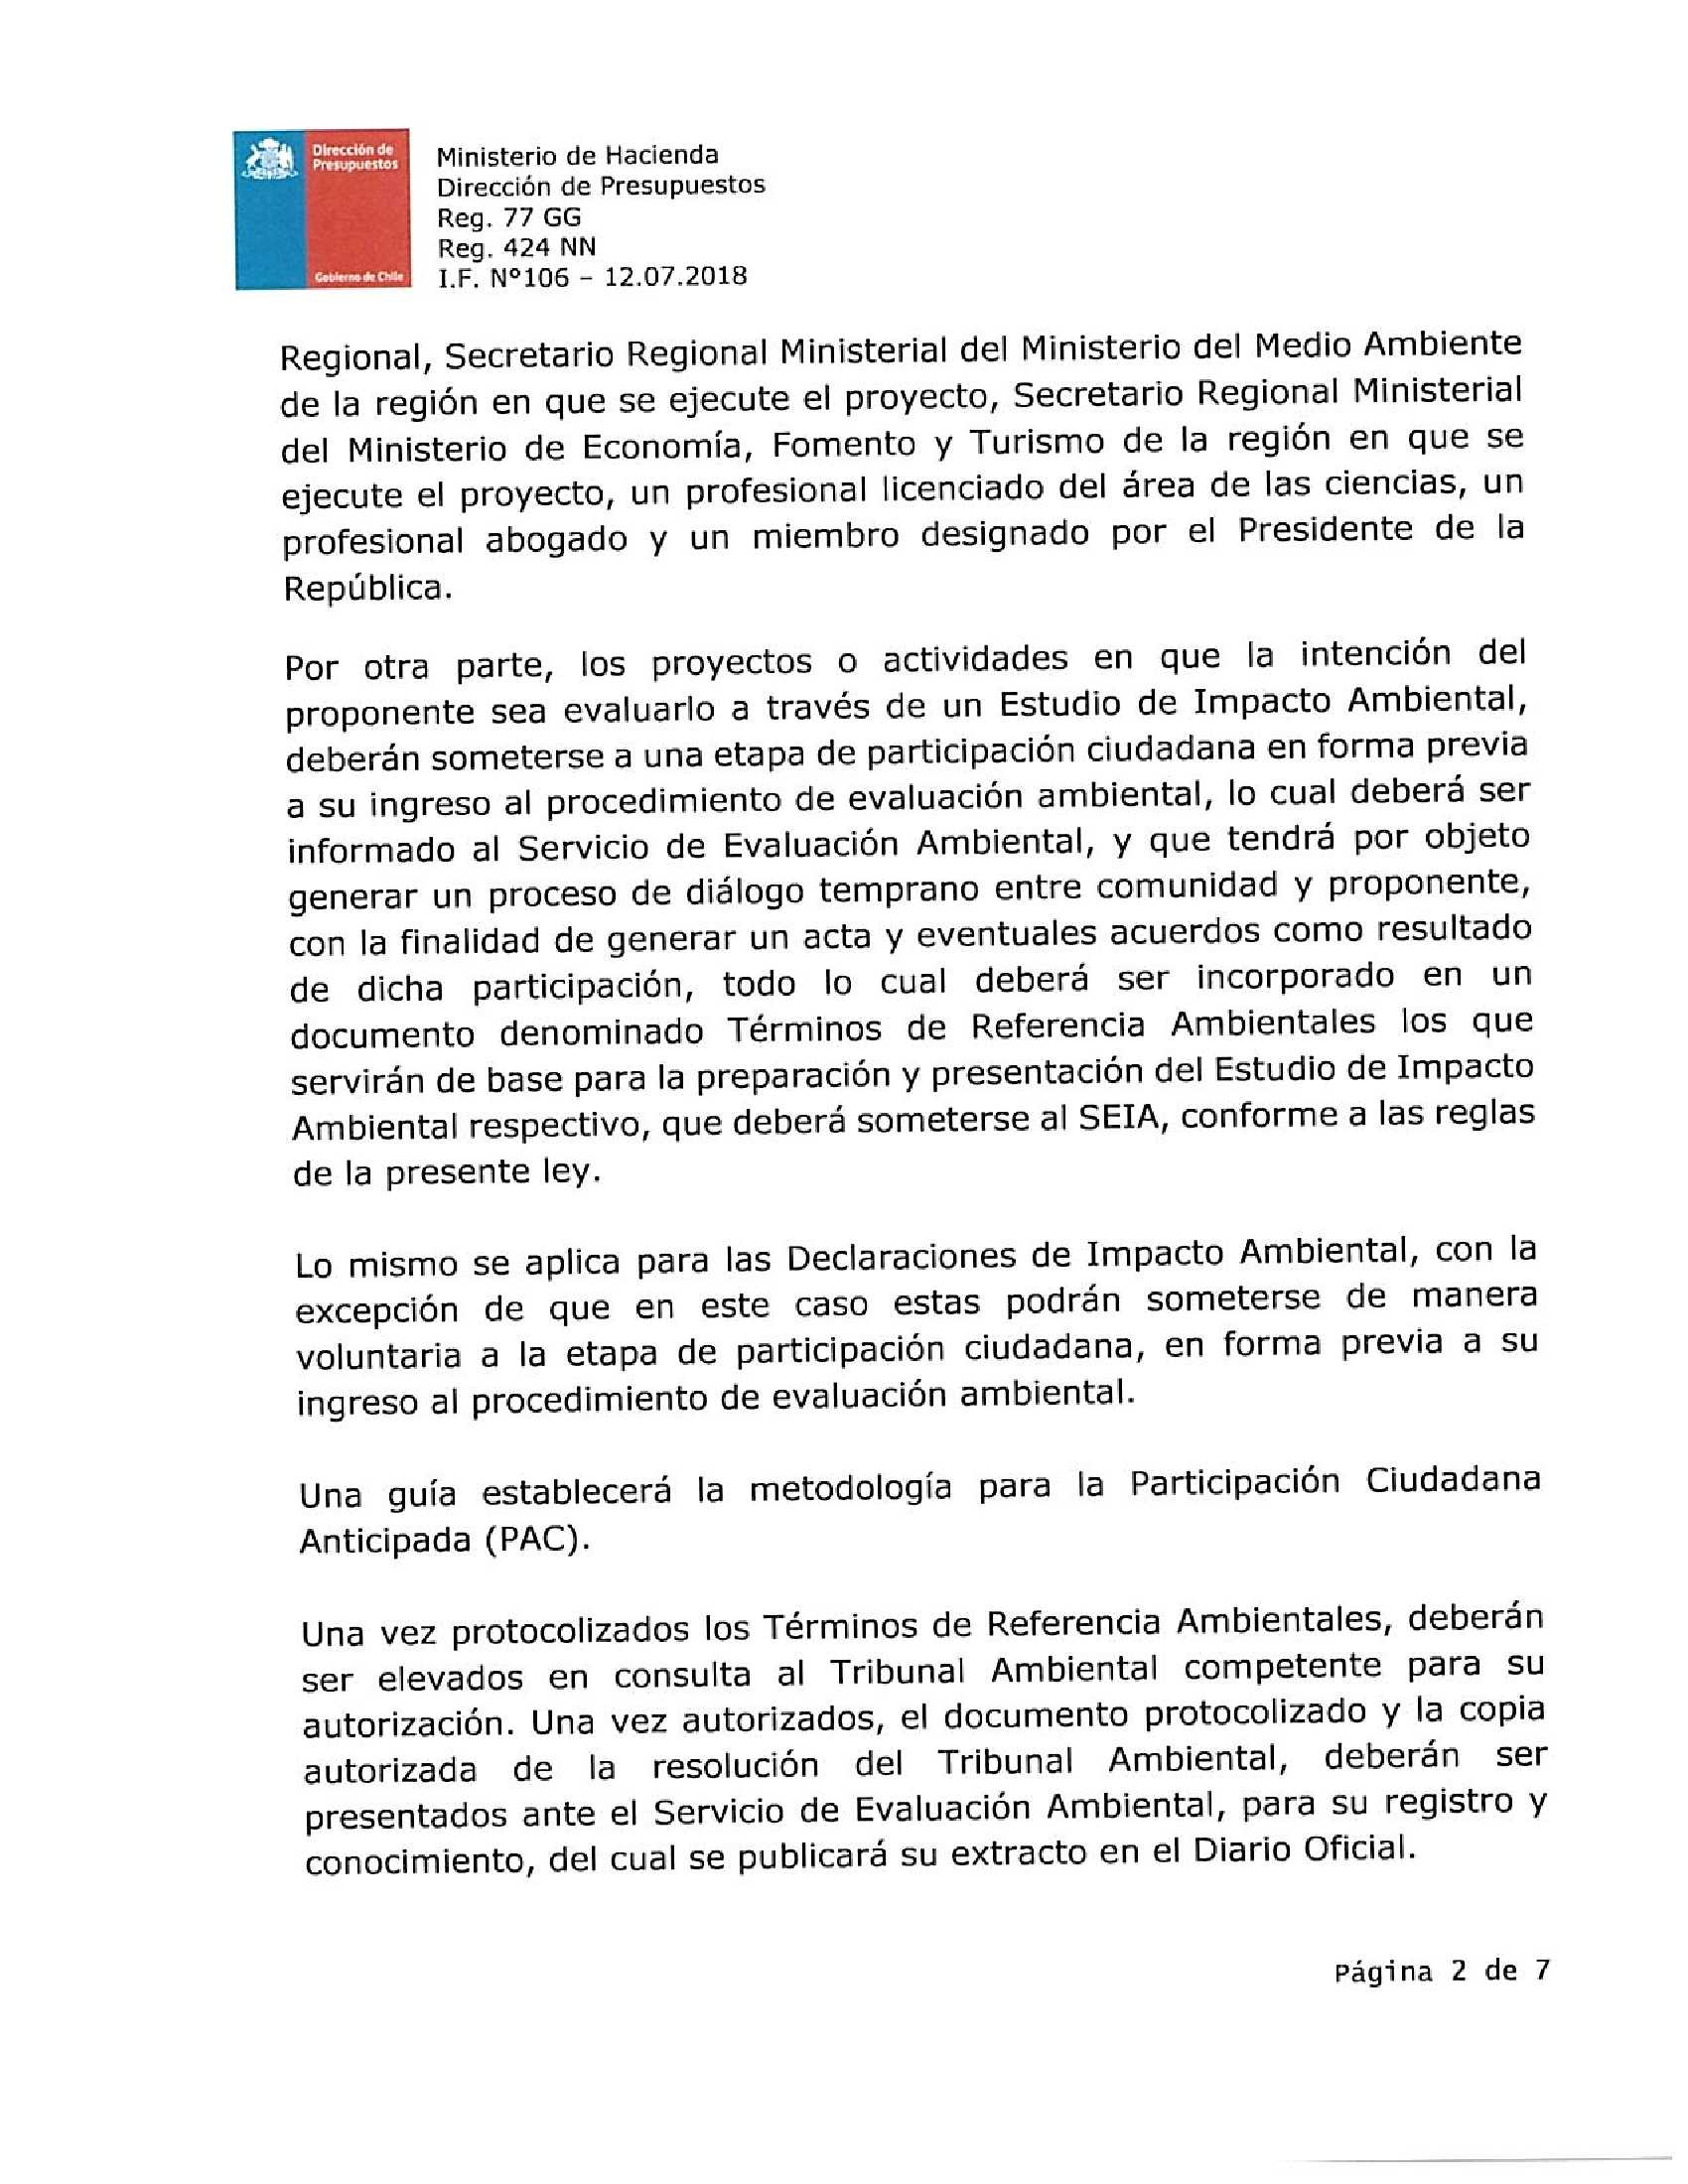 Dirección de
Presupuestos
Gobierno de Chile
Ministerio de Hacienda
Dirección de Presupuestos
Reg. 77 GG
Reg. 424 NN
I.F. Nº106 – 12.07.2018
Regional, Secretario Regional Ministerial del Ministerio del Medio Ambiente
de la región en que se ejecute el proyecto, Secretario Regional Ministerial
del Ministerio de Economía, Fomento y Turismo de la región en que se
ejecute el proyecto, un profesional licenciado del área de las ciencias, un
profesional abogado y un miembro designado por el Presidente de la
República.
Por otra parte, los proyectos o actividades en que la intención del
proponente sea evaluarlo a través de un Estudio de Impacto Ambiental,
deberán someterse a una etapa de participación ciudadana en forma previa
a su ingreso al procedimiento de evaluación ambiental, lo cual deberá ser
informado al Servicio de Evaluación Ambiental, y que tendrá por objeto
generar un proceso de diálogo temprano entre comunidad y proponente,
con la finalidad de generar un acta y eventuales acuerdos como resultado
de dicha participación, todo lo cual deberá ser incorporado en un
documento denominado Términos de Referencia Ambientales los que
servirán de base para la preparación y presentación del Estudio de Impacto
Ambiental respectivo, que deberá someterse al SEIA, conforme a las reglas
de la presente ley.
Lo mismo se aplica para las Declaraciones de Impacto Ambiental, con la
excepción de que en este caso estas podrán someterse de manera
voluntaria a la etapa de participación ciudadana, en forma previa a su
ingreso al procedimiento de evaluación ambiental.
Una guía establecerá la metodología para la Participación Ciudadana
Anticipada (PAC).
Una vez protocolizados los Términos de Referencia Ambientales, deberán
ser elevados en consulta al Tribunal Ambiental competente para su
autorización. Una vez autorizados, el documento protocolizado y la copia
autorizada de la resolución del Tribunal Ambiental, deberán ser
presentados ante el Servicio de Evaluación Ambiental, para su registro y
conocimiento, del cual se publicará su extracto en el Diario Oficial.
Página 2 de 7